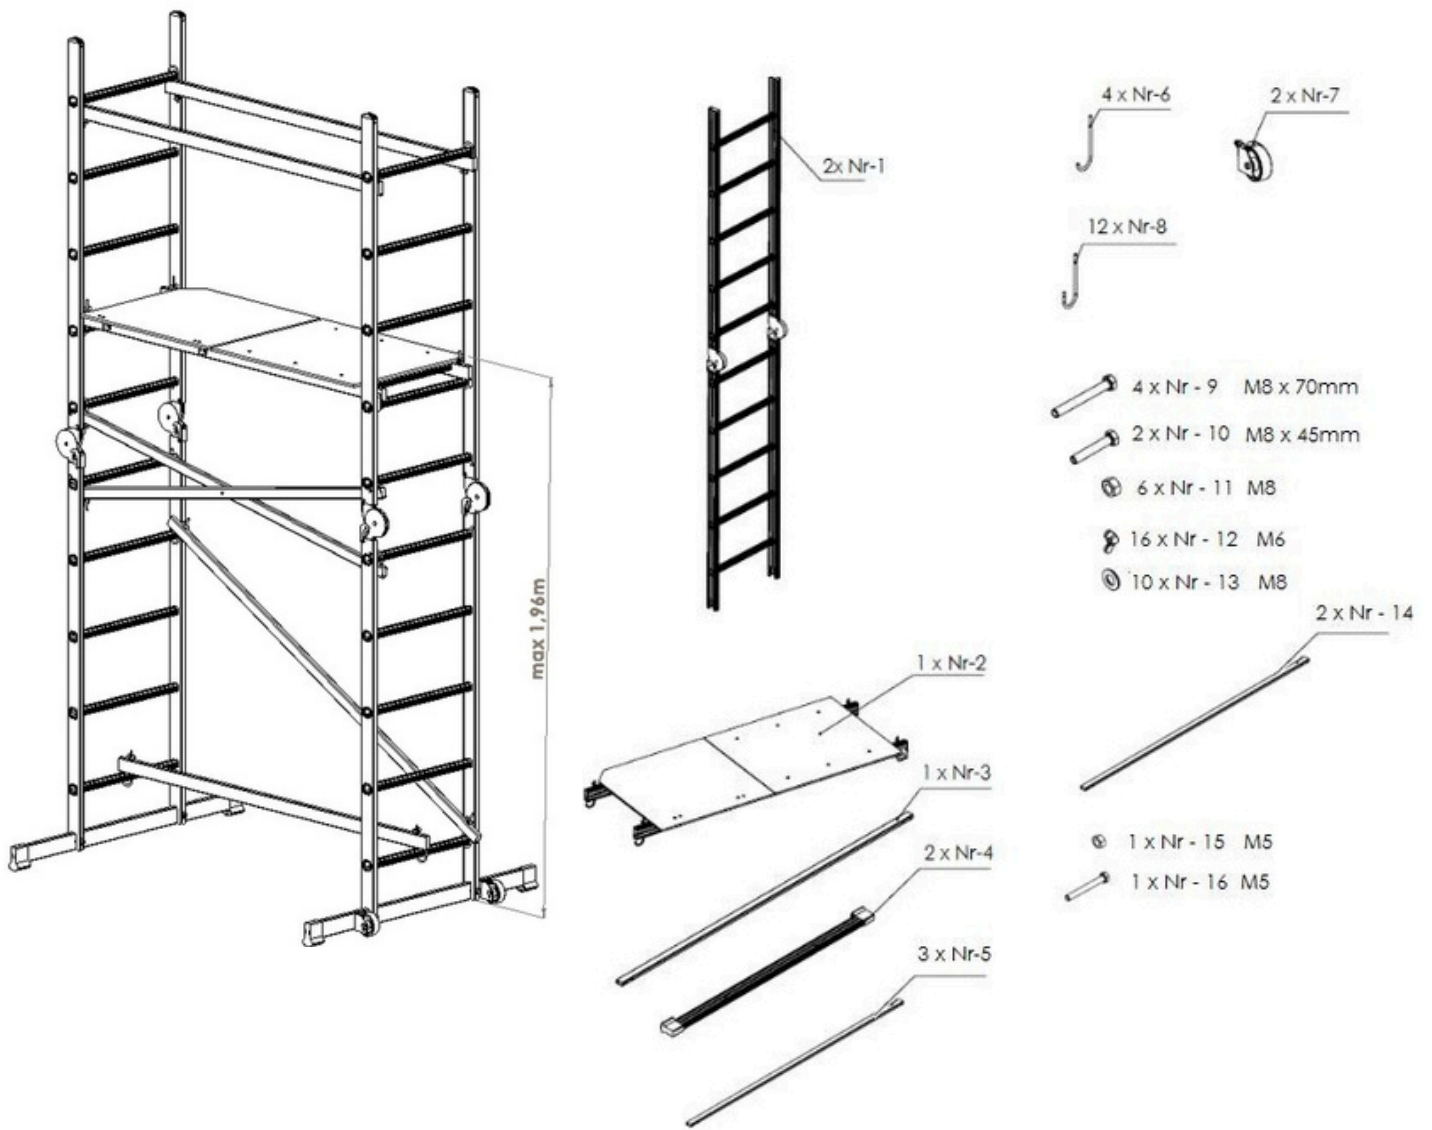 max 1,96m
2x Nr-1
4 x Nr-6
2 x Nr-7
12 x Nr-8
4 x Nr - 9 M8 x 70mm
2 x Nr - 10 M8 x 45mm
6 x Nr - 11 M8
16 x Nr - 12 M6
10 x Nr - 13 M8
2 x Nr - 14
1 x Nr-2
1 x Nr-3
2 x Nr-4
3 x Nr-5
1 x Nr - 15 M5
1 x Nr - 16 M5